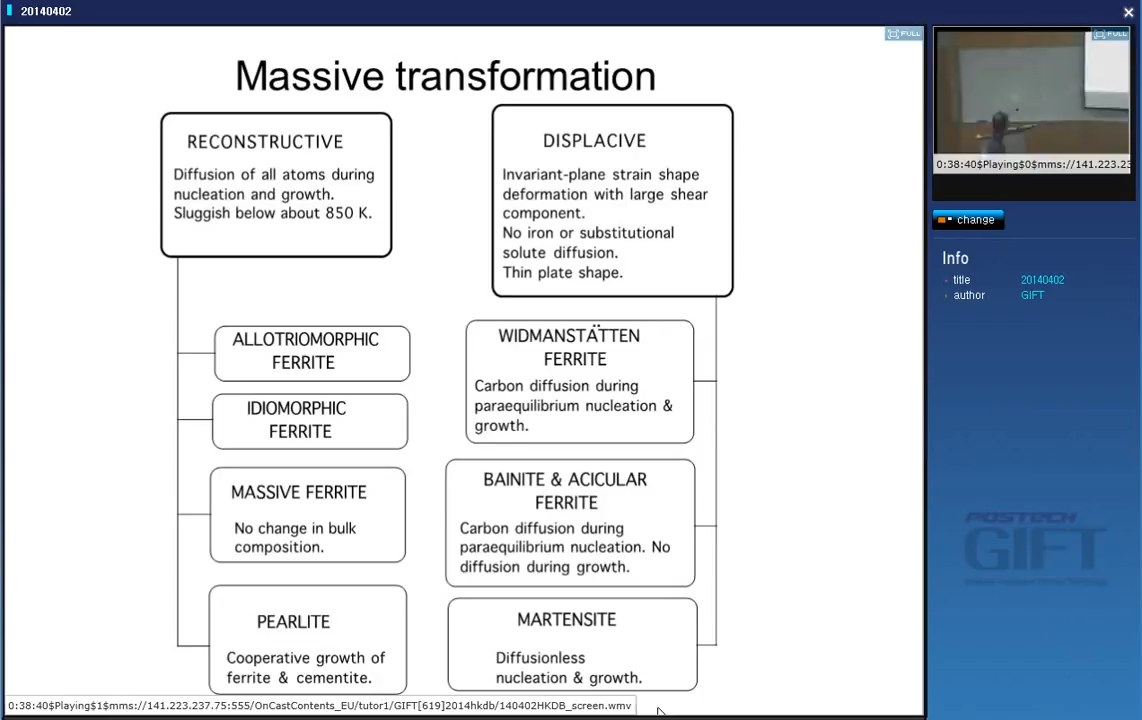 20140402
FULL
Massive transformation
RECONSTRUCTIVE
Diffusion of all atoms during
nucleation and growth.
Sluggish below about 850 K.
DISPLACIVE
Invariant-plane strain shape
deformation with large shear
component.
No iron or substitutional
solute diffusion.
Thin plate shape.
ALLOTRIOMORPHIC
FERRITE
IDIOMORPHIC
FERRITE
MASSIVE FERRITE
No change in bulk
composition.
PEARLITE
Cooperative growth of
ferrite & cementite.
WIDMANSTÄTTEN
FERRITE
Carbon diffusion during
paraequilibrium nucleation &
growth.
BAINITE & ACICULAR
FERRITE
Carbon diffusion during
paraequilibrium nucleation. No
diffusion during growth.
MARTENSITE
Diffusionless
nucleation & growth.
0:38:40$Playing$1$mms://141.223.237.75:555/OnCastContents_EU/tutor1/GIFT[619]2014hkdb/140402HKDB_screen.wmv
FULL
0:38:40$Playing$0$mms://141.223.23
change
Info
title 20140402
author GIFT
POSTECH
GIFT